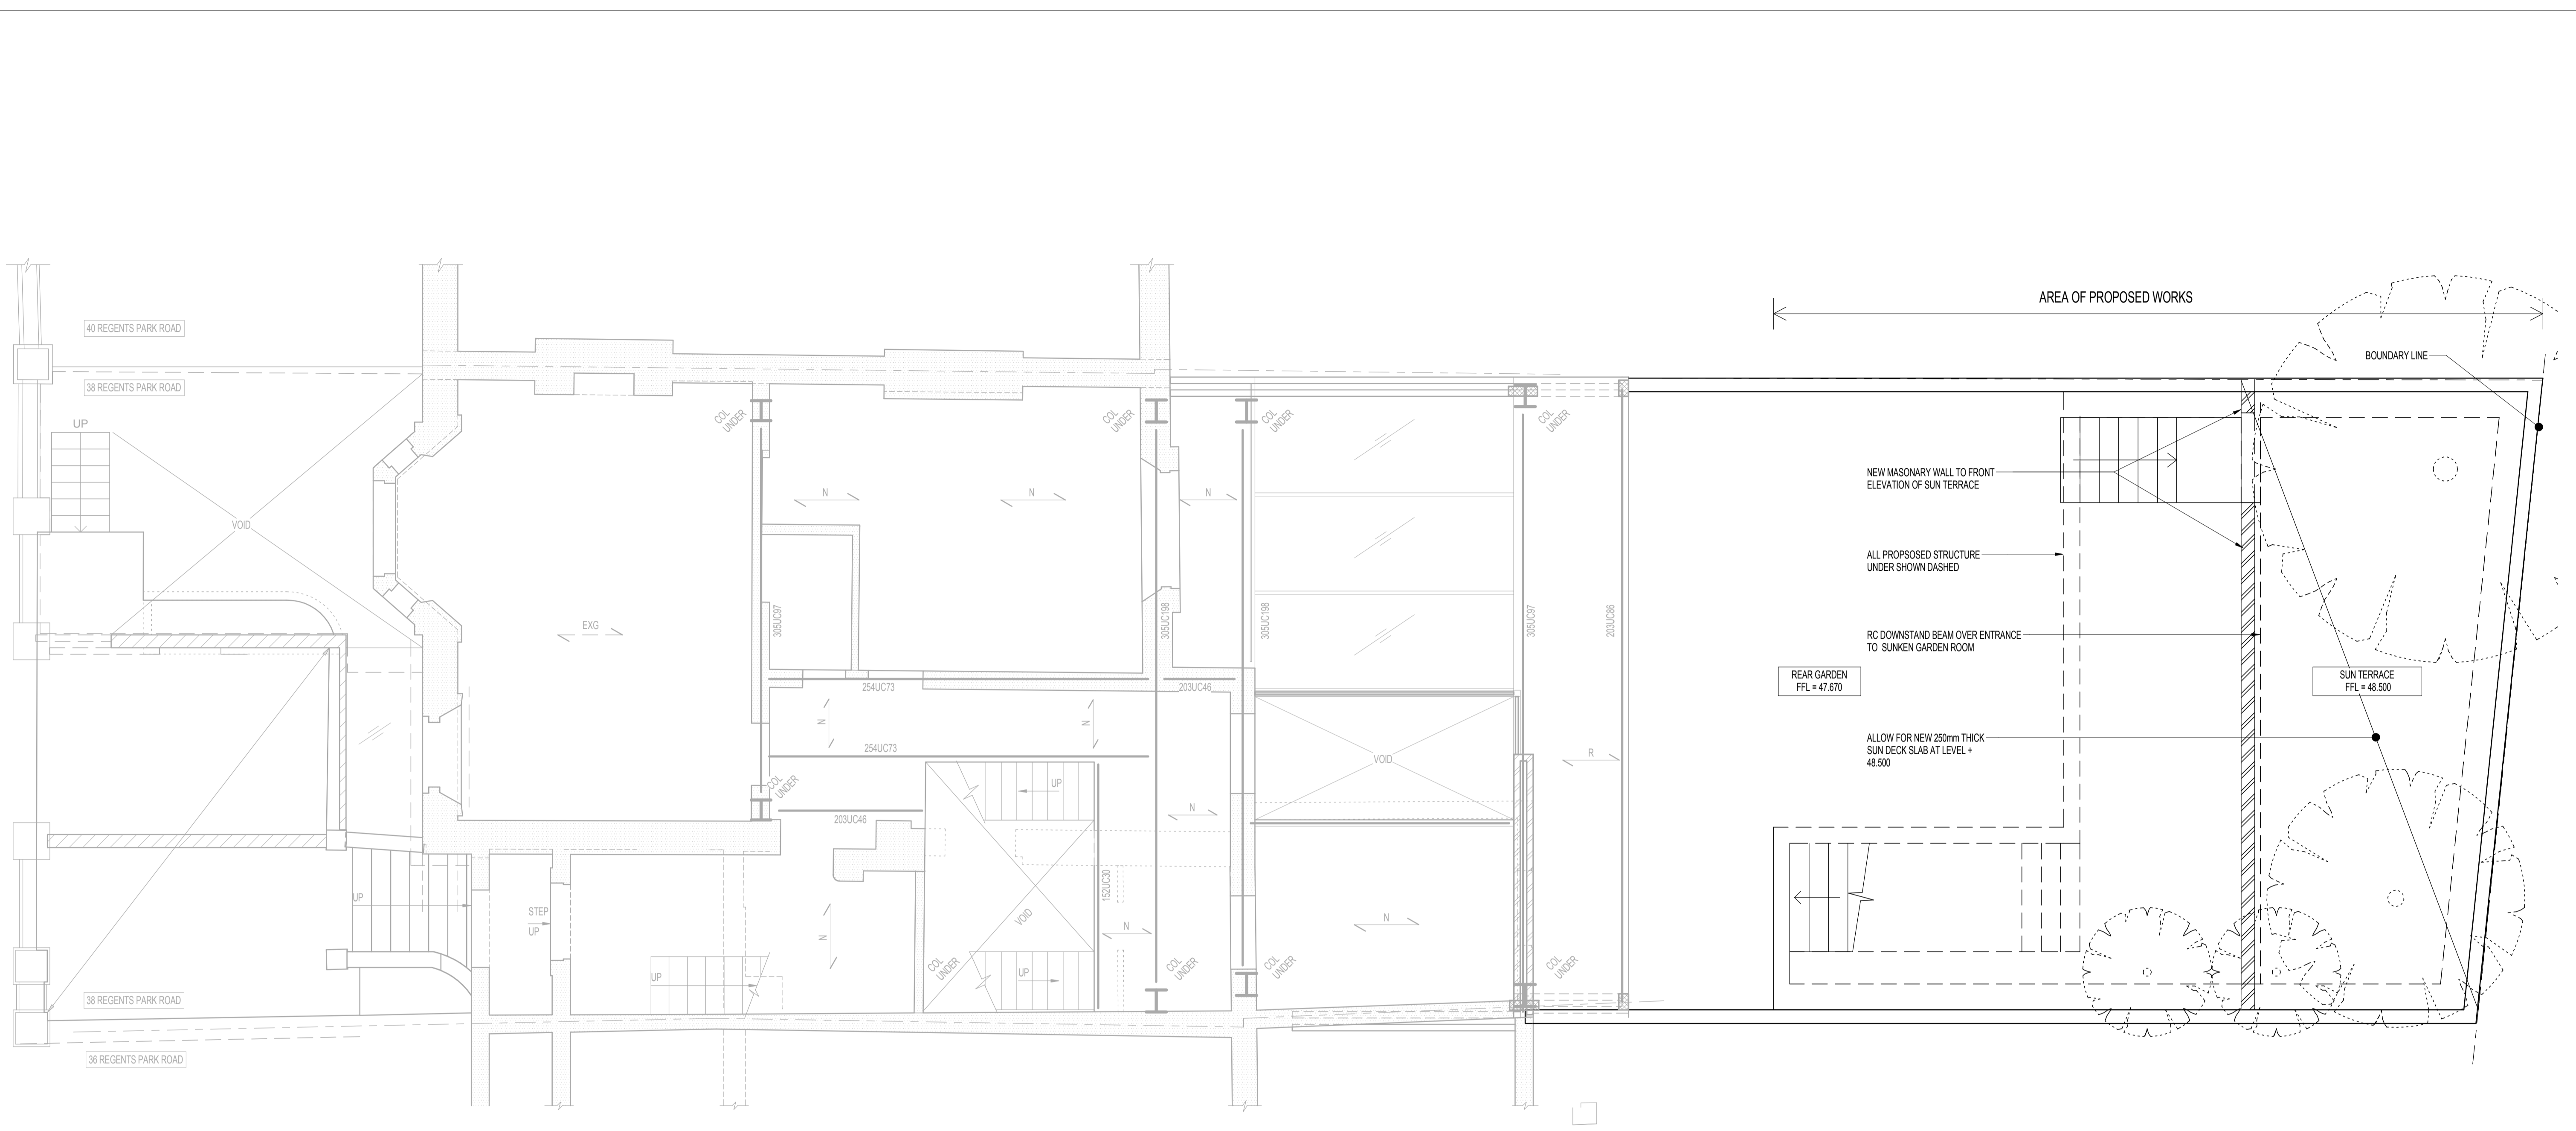 AREA OF PROPOSED WORKS
40 REGENTS PARK ROAD
BOUNDARY LINE
38 REGENTS PARK ROAD
UP
COL
UNDER
COL
UNDER
COL
UNDER
COL
UNDER
NEW MASONARY WALL TO FRONT
ELEVATION OF SUN TERRACE
N
N
N
VOID
ALL PROPSOSED STRUCTURE
UNDER SHOWN DASHED
EXG
305UC97
305UC198
305UC198
305UC97
203UC86
RC DOWNSTAND BEAM OVER ENTRANCE
TO SUNKEN GARDEN ROOM
REAR GARDEN
FFL = 47.670
SUN TERRACE
FFL = 48.500
254UC73
203UC46
N
N
254UC73
VOID
R
ALLOW FOR NEW 250mm THICK
SUN DECK SLAB AT LEVEL +
48.500
COL
UNDER
UP
N
203UC46
152UC30
UP
STEP
UP
VOID
N
N
N
COL
UNDER
COL
UNDER
COL
UNDER
COL
UNDER
UP
UP
38 REGENTS PARK ROAD
36 REGENTS PARK ROAD